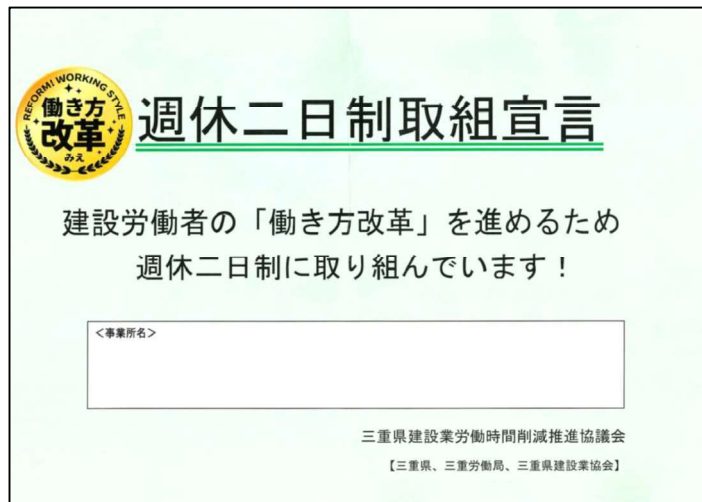 REFORM! WORKING STYLE
働き方
改革
みえ
週休二日制取組宣言
建設労働者の「働き方改革」を進めるため
週休二日制に取り組んでいます！
＜事業所名＞
三重県建設業労働時間削減推進協議会
【三重県、三重労働局、三重県建設業協会】